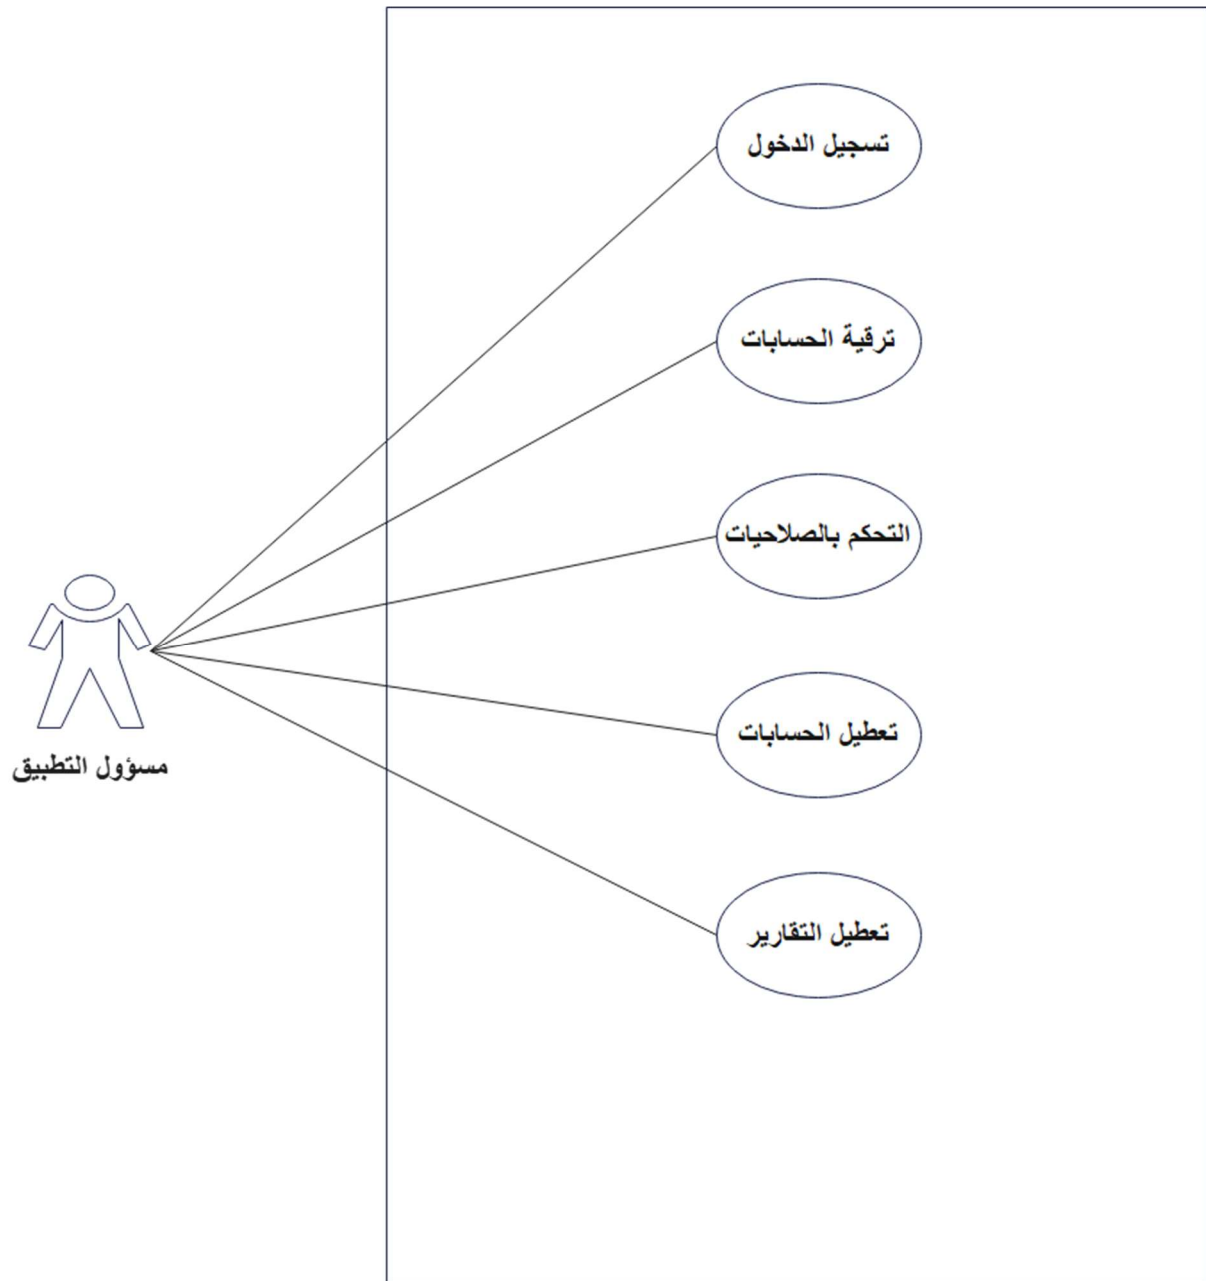 تسجيل الدخول
ترقية الحسابات
التحكم بالصلاحيات
تعطيل الحسابات
مسؤول التطبيق
تعطيل التقارير